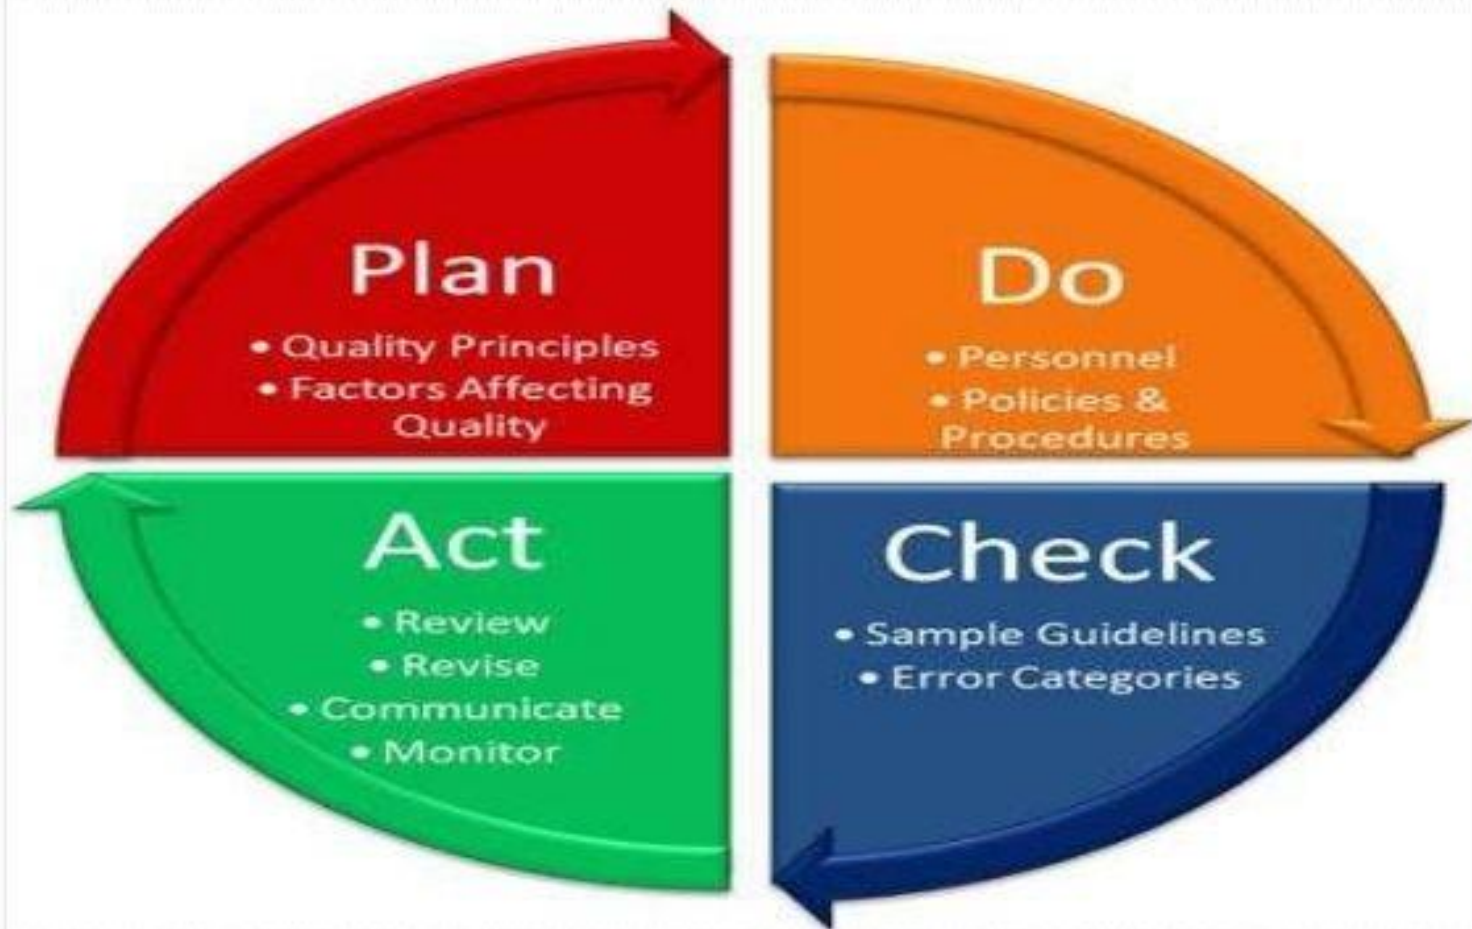 Plan
• Quality Principles
• Factors Affecting
Quality
Do
• Personnel
• Policies &
Procedures
Check
• Sample Guidelines
• Error Categories
Act
• Review
• Revise
• Communicate
• Monitor